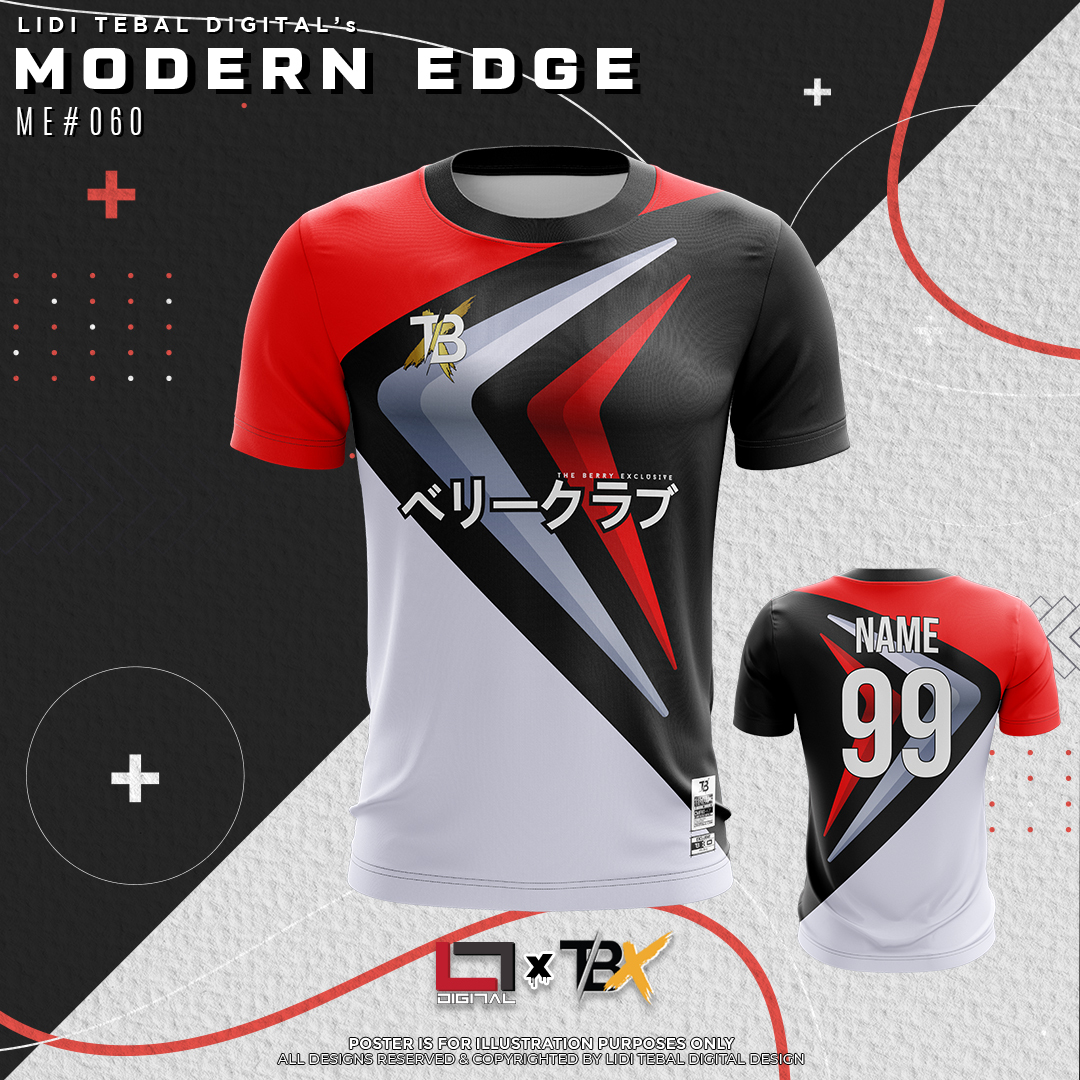 LIDI TEBAL DIGITAL's
MODERN EDGE
ME#060
TB
THE BERRY EXCLUSIVE
ベリークラブ
TB
NAME
99
DIGITAL
X
TBX
POSTER IS FOR ILLUSTRATION PURPOSES ONLY
ALL DESIGNS RESERVED & COPYRIGHTED BY LIDI TEBAL DIGITAL DESIGN